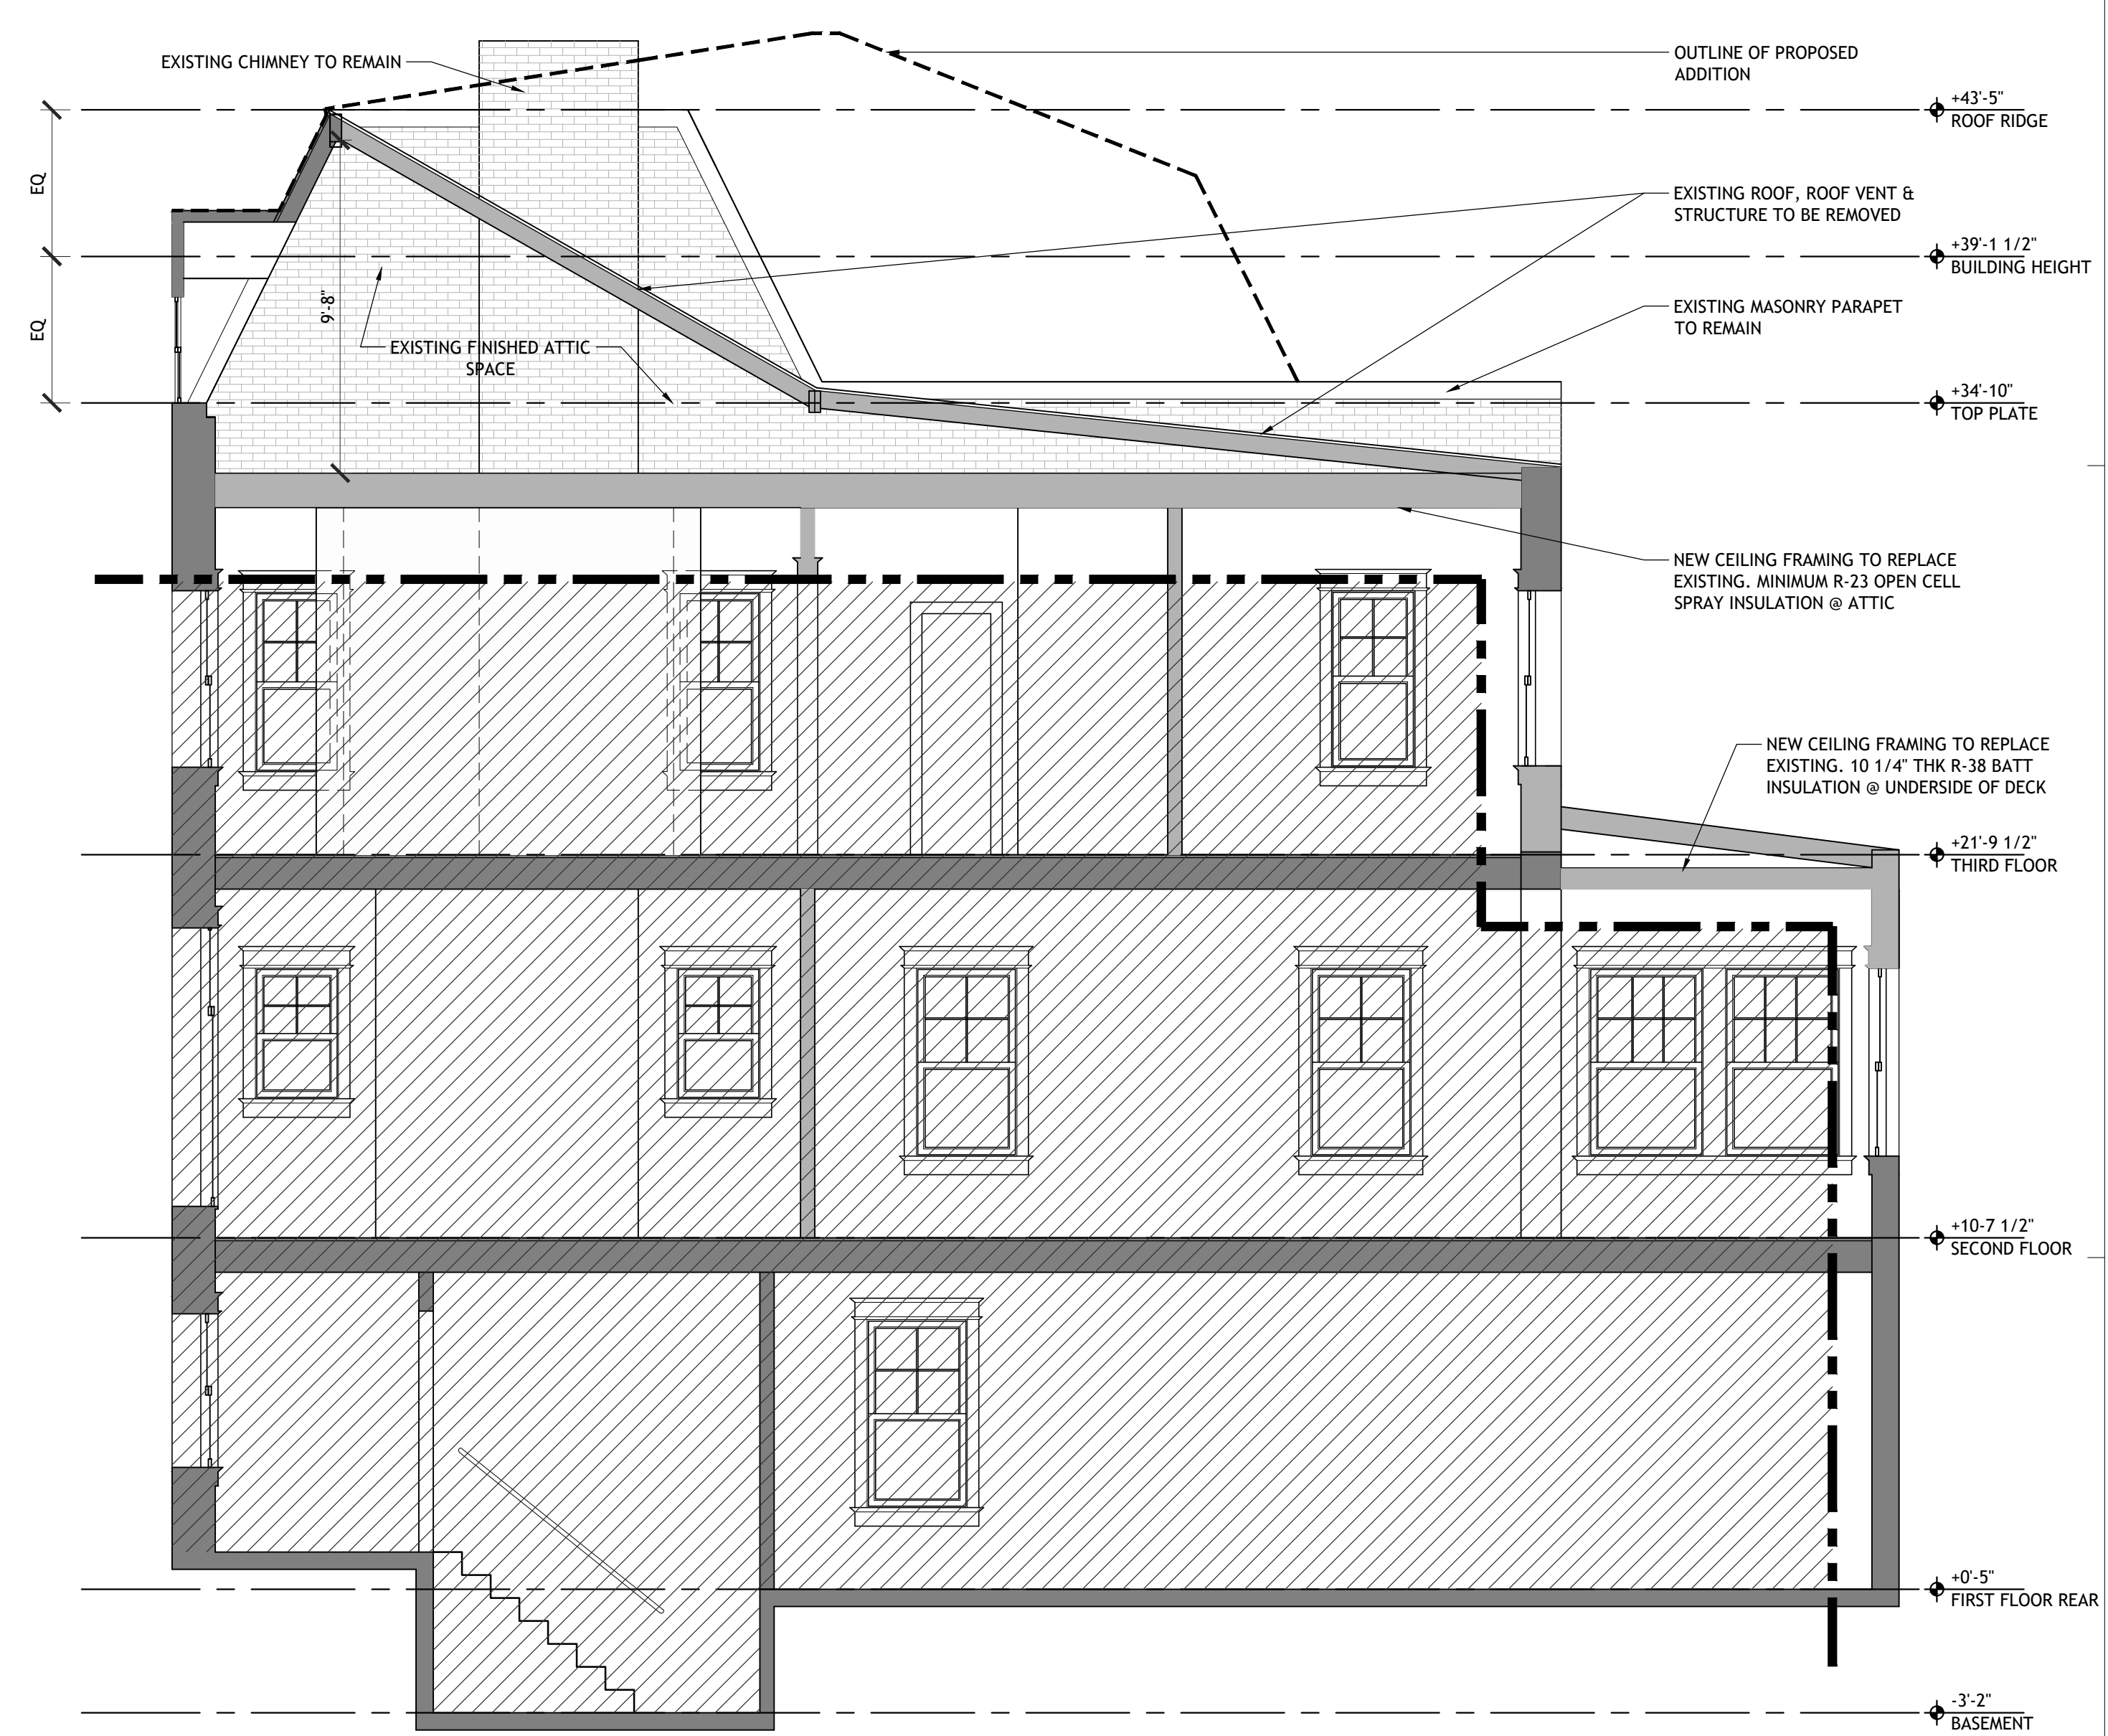 EXISTING CHIMNEY TO REMAIN
OUTLINE OF PROPOSED
ADDITION
+43'-5"
ROOF RIDGE
EQ
EXISTING ROOF, ROOF VENT &
STRUCTURE TO BE REMOVED
+39'-1 1/2"
BUILDING HEIGHT
9'-8"
EQ
EXISTING FINISHED ATTIC
SPACE
EXISTING MASONRY PARAPET
TO REMAIN
+34'-10"
TOP PLATE
NEW CEILING FRAMING TO REPLACE
EXISTING. MINIMUM R-23 OPEN CELL
SPRAY INSULATION @ ATTIC
NEW CEILING FRAMING TO REPLACE
EXISTING. 10 1/4" THK R-38 BATT
INSULATION @ UNDERSIDE OF DECK
+21'-9 1/2"
THIRD FLOOR
+10-7 1/2"
SECOND FLOOR
+0'-5"
FIRST FLOOR REAR
-3'-2"
BASEMENT